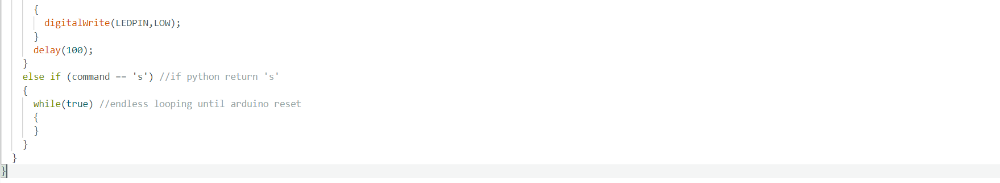 {
digitalWrite(LEDPIN,LOW);
}
delay(100);
}
else if (command == 's') //if python return 's'
{
while(true) //endless looping until arduino reset
{
}
}
}
}